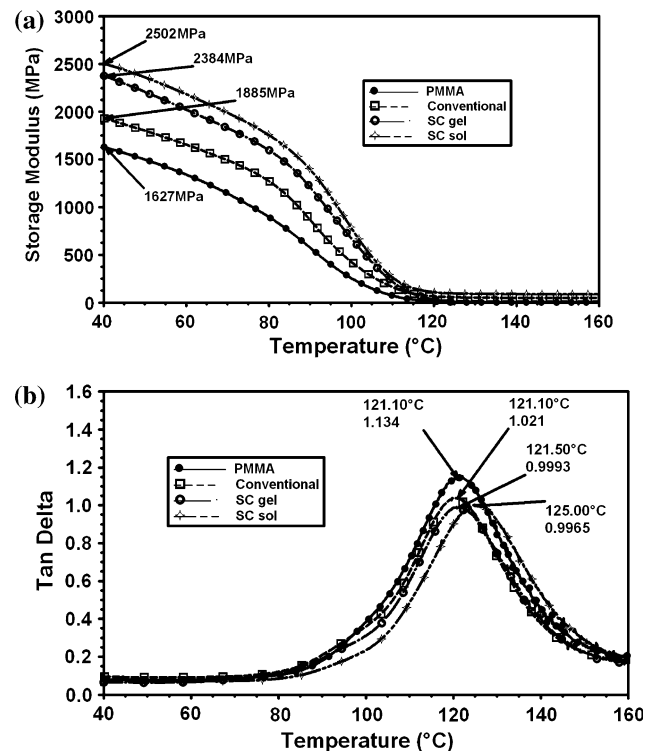 (a)
3000
2500
2000
1500
1000
500
0
Storage Modulus (MPa)
2502MPa
2384MPa
1885MPa
1627MPa
PMMA
Conventional
SC gel
SC sol
40 60 80 100 120 140 160
Temperature (°C)
(b)
1.6
1.4
1.2
1.0
0.8
0.6
0.4
0.2
0.0
Tan Delta
121.10°C
1.134
121.10°C
1.021
121.50°C
0.9993
125.00°C
0.9965
PMMA
Conventional
SC gel
SC sol
40 60 80 100 120 140 160
Temperature (°C)